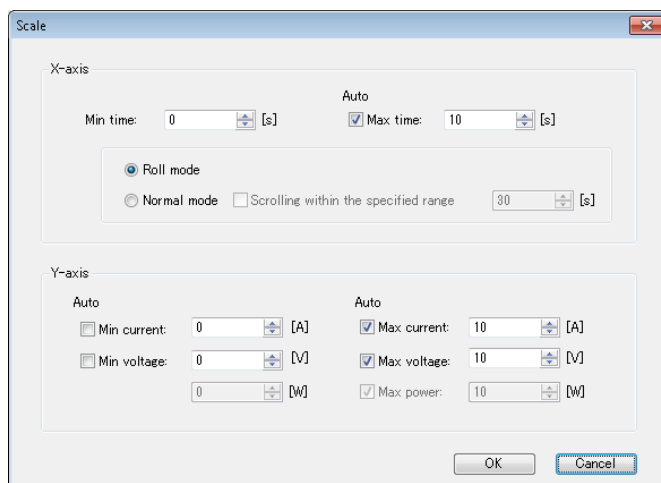 Scale
X-axis
Auto
Min time: 0 [s] Max time: 10 [s]
Roll mode
Normal mode Scrolling within the specified range 30 [s]
Y-axis
Auto Auto
Min current: 0 [A] Max current: 10 [A]
Min voltage: 0 [V] Max voltage: 10 [V]
0 [W] Max power: 10 [W]
OK Cancel